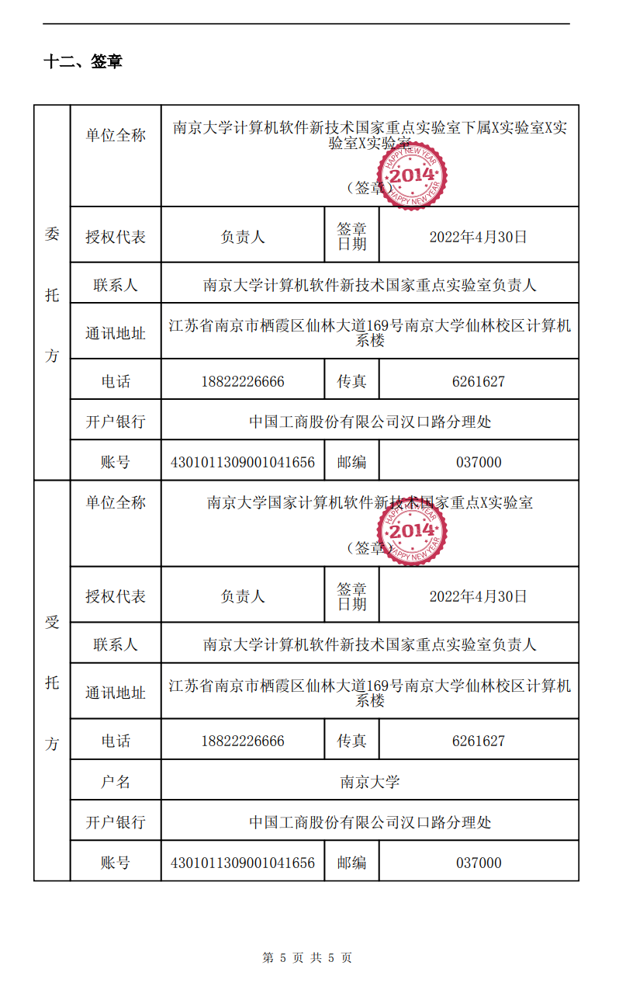 十二、签章
委托方
单位全称
南京大学计算机软件新技术国家重点实验室下属X实验室X实
验室X实验室
(签章)
HAPPY NEW YEAR
2014
HAPPY NEW YEAR
授权代表
负责人
签章
日期
2022年4月30日
联系人
南京大学计算机软件新技术国家重点实验室负责人
通讯地址
江苏省南京市栖霞区仙林大道169号南京大学仙林校区计算机
系楼
电话
18822226666
传真
6261627
开户银行
中国工商股份有限公司汉口路分理处
账号
4301011309001041656
邮编
037000
受托方
单位全称
南京大学国家计算机软件新技术国家重点X实验室
(签章)
HAPPY NEW YEAR
2014
HAPPY NEW YEAR
授权代表
负责人
签章
日期
2022年4月30日
联系人
南京大学计算机软件新技术国家重点实验室负责人
通讯地址
江苏省南京市栖霞区仙林大道169号南京大学仙林校区计算机
系楼
电话
18822226666
传真
6261627
户名
南京大学
开户银行
中国工商股份有限公司汉口路分理处
账号
4301011309001041656
邮编
037000
第 5 页 共 5 页